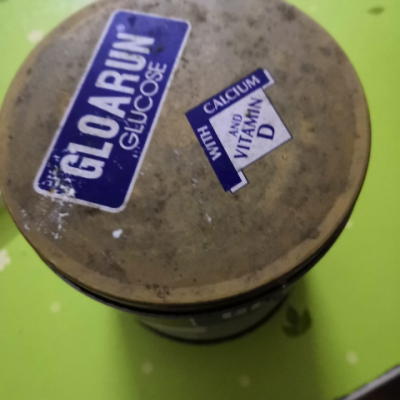 GLOARUN
GLUCOSE
WITH CALCIUM
AND
VITAMIN
D